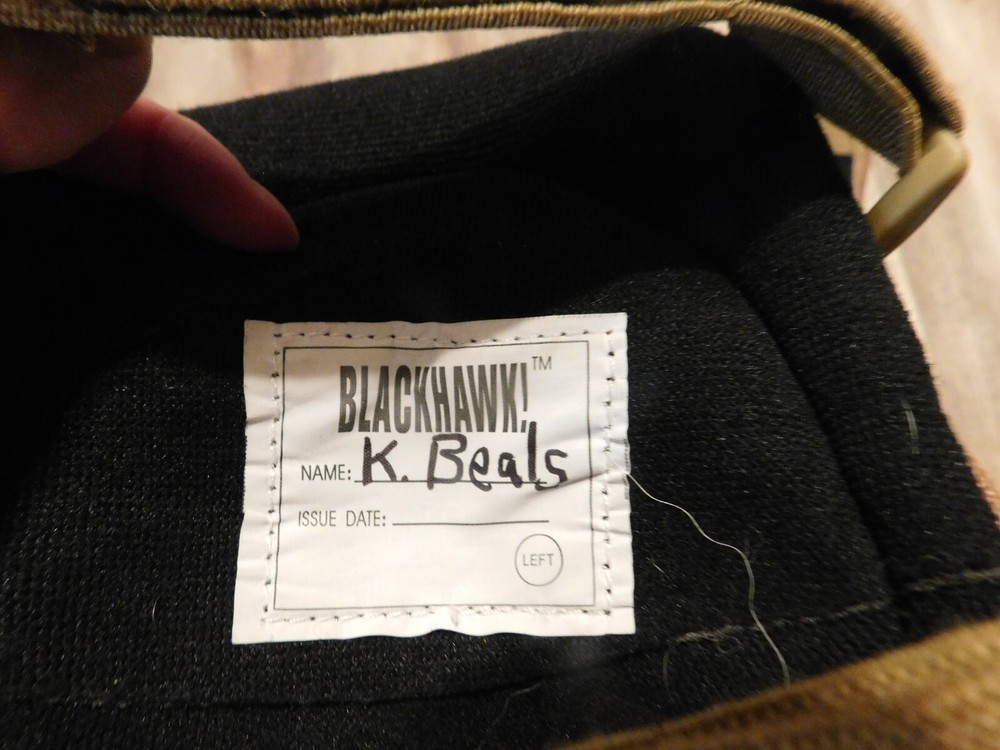 BLACKHAWK!™
NAME: K. Beals
ISSUE DATE:
LEFT